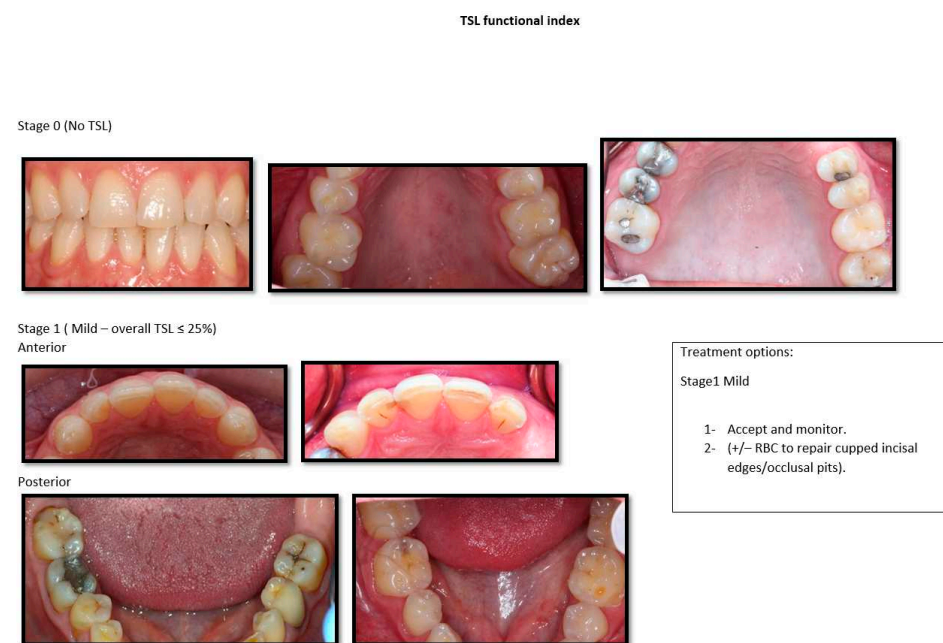 TSL functional index
Stage 0 (No TSL)
Stage 1 ( Mild – overall TSL ≤ 25%)
Anterior
Treatment options:
Stage1 Mild
1- Accept and monitor.
2- (+/– RBC to repair cupped incisal
edges/occlusal pits).
Posterior